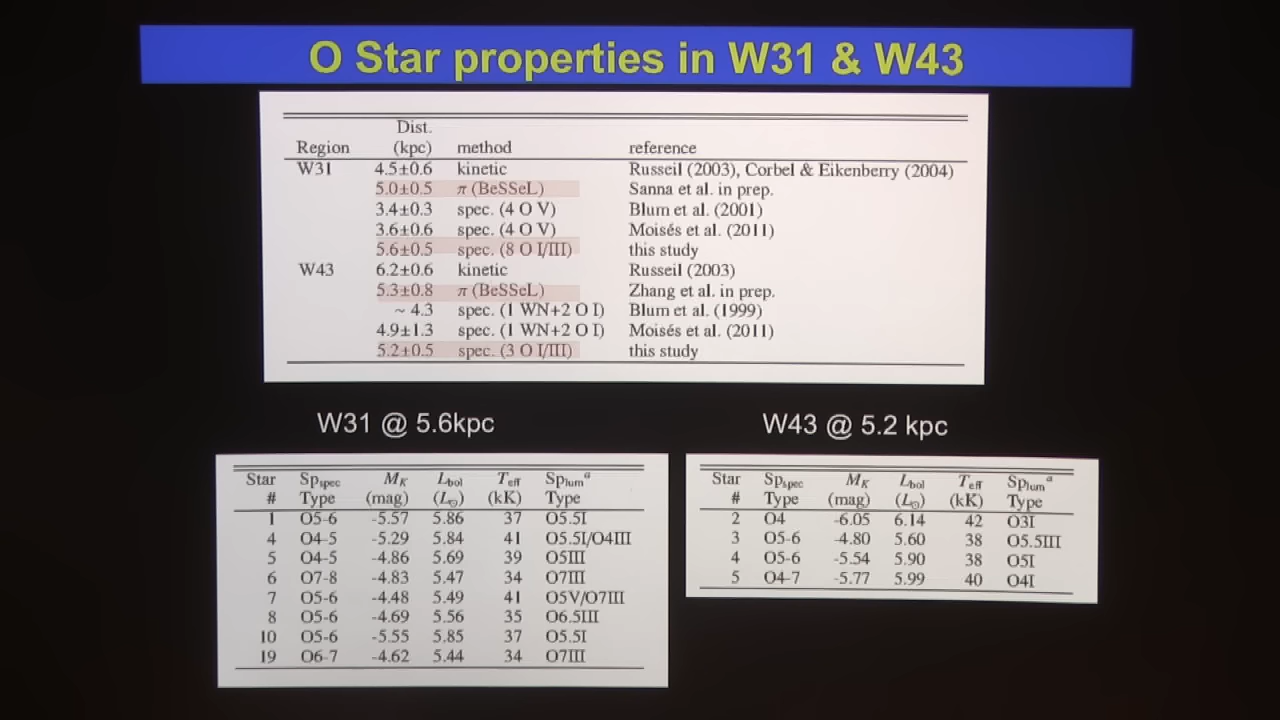 O Star properties in W31 & W43
Dist.
Region (kpc) method reference
W31 4.5±0.6 kinetic Russeil (2003), Corbel & Eikenberry (2004)
5.0±0.5 π (BeSSeL) Sanna et al. in prep.
3.4±0.3 spec. (4 O V) Blum et al. (2001)
3.6±0.6 spec. (4 O V) Moisés et al. (2011)
5.6±0.5 spec. (8 O I/III) this study
W43 6.2±0.6 kinetic Russeil (2003)
5.3±0.8 π (BeSSeL) Zhang et al. in prep.
~ 4.3 spec. (1 WN+2 O I) Blum et al. (1999)
4.9±1.3 spec. (1 WN+2 O I) Moisés et al. (2011)
5.2±0.5 spec. (3 O I/III) this study
W31 @ 5.6kpc
Star Spspec MK Lbol Teff Splum a
# Type (mag) (L⊙) (kK) Type
1 O5-6 -5.57 5.86 37 O5.5I
4 O4-5 -5.29 5.84 41 O5.5I/O4III
5 O4-5 -4.86 5.69 39 O5III
6 O7-8 -4.83 5.47 34 O7III
7 O5-6 -4.48 5.49 41 O5V/O7III
8 O5-6 -4.69 5.56 35 O6.5III
10 O5-6 -5.55 5.85 37 O5.5I
19 O6-7 -4.62 5.44 34 O7III
W43 @ 5.2 kpc
Star Spspec MK Lbol Teff Splum a
# Type (mag) (L⊙) (kK) Type
2 O4 -6.05 6.14 42 O3I
3 O5-6 -4.80 5.60 38 O5.5III
4 O5-6 -5.54 5.90 38 O5I
5 O4-7 -5.77 5.99 40 O4I